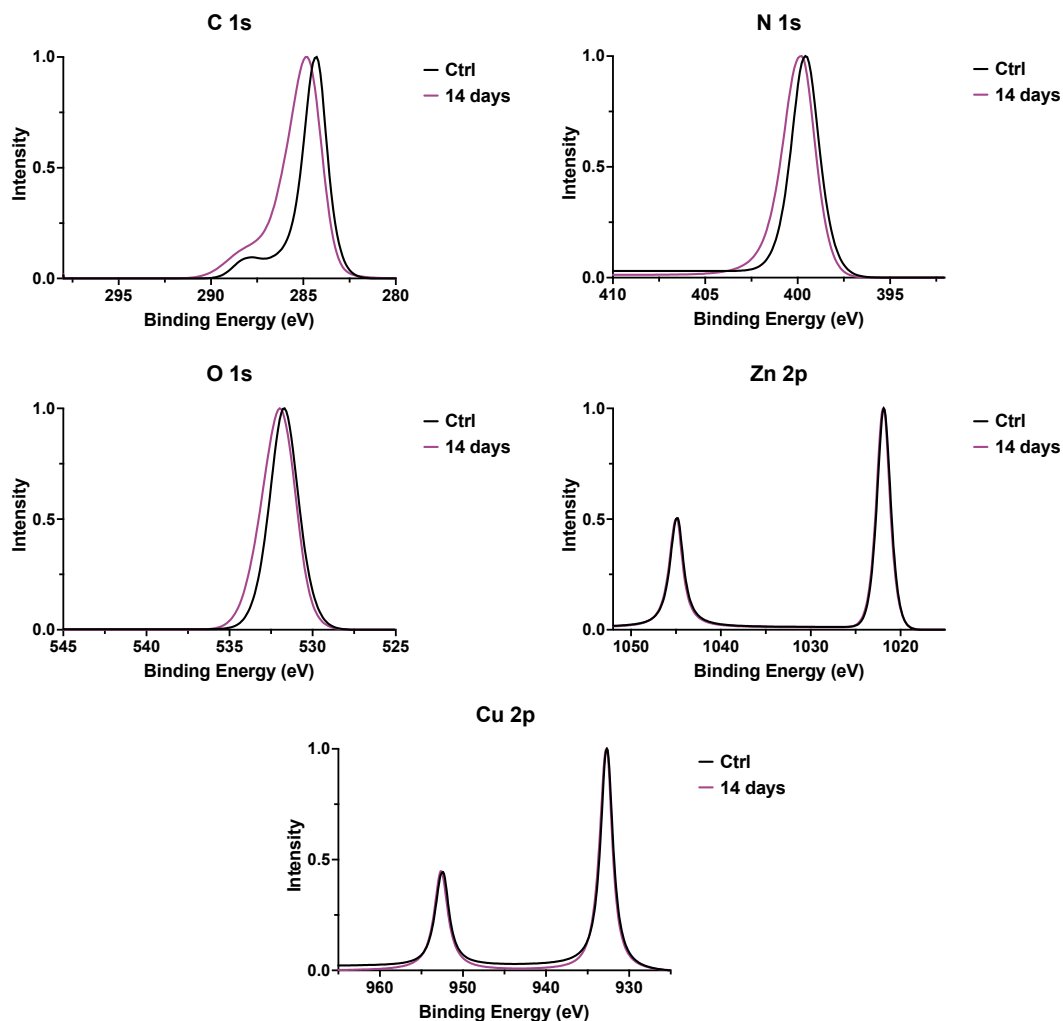 C 1s
1.0
0.5
0.0
295
290
285
280
Intensity
Binding Energy (eV)
Ctrl
14 days
N 1s
1.0
0.5
0.0
410
405
400
395
Intensity
Binding Energy (eV)
Ctrl
14 days
O 1s
1.0
0.5
0.0
545
540
535
530
525
Intensity
Binding Energy (eV)
Ctrl
14 days
Zn 2p
1.0
0.5
0.0
1050
1040
1030
1020
Intensity
Binding Energy (eV)
Ctrl
14 days
Cu 2p
1.0
0.5
0.0
960
950
940
930
Intensity
Binding Energy (eV)
Ctrl
14 days